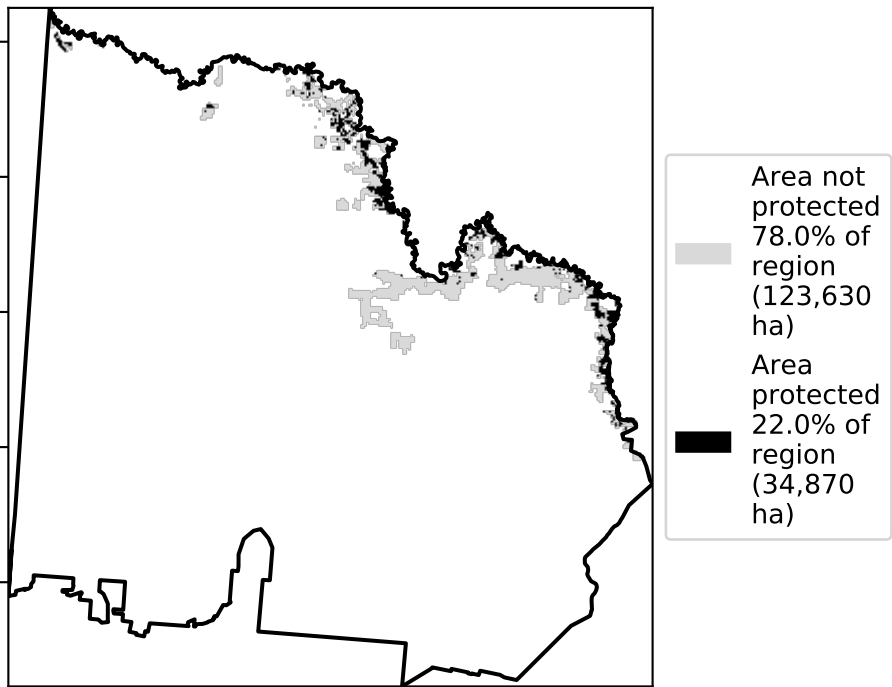 Area not
protected
78.0% of
region
(123,630
ha)
Area
protected
22.0% of
region
(34,870
ha)